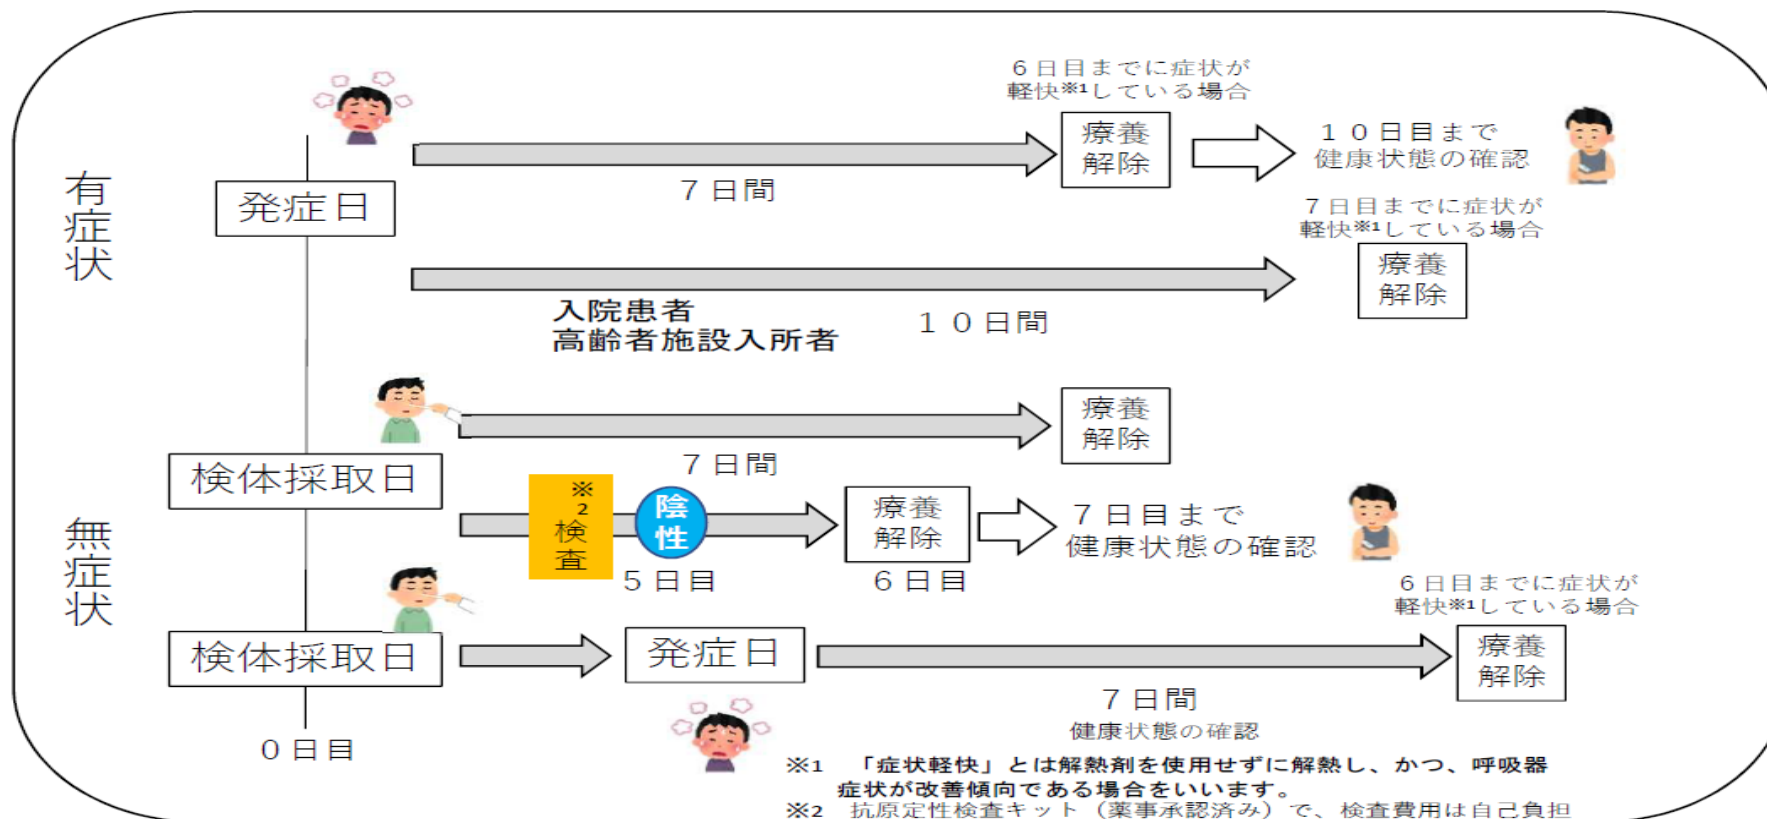 有症状
発症日
７日間
６日目までに症状が
軽快※1している場合
療養
解除
１０日目まで
健康状態の確認
入院患者
高齢者施設入所者
１０日間
７日目までに症状が
軽快※1している場合
療養
解除
無症状
検体採取日
７日間
療養
解除
※2
検査
陰性
５日目
療養
解除
６日目
７日目まで
健康状態の確認
検体採取日
発症日
７日間
健康状態の確認
６日目までに症状が
軽快※1している場合
療養
解除
０日目
※1　「症状軽快」とは解熱剤を使用せずに解熱し、かつ、呼吸器
症状が改善傾向である場合をいいます。
※2　抗原定性検査キット（薬事承認済み）で、検査費用は自己負担